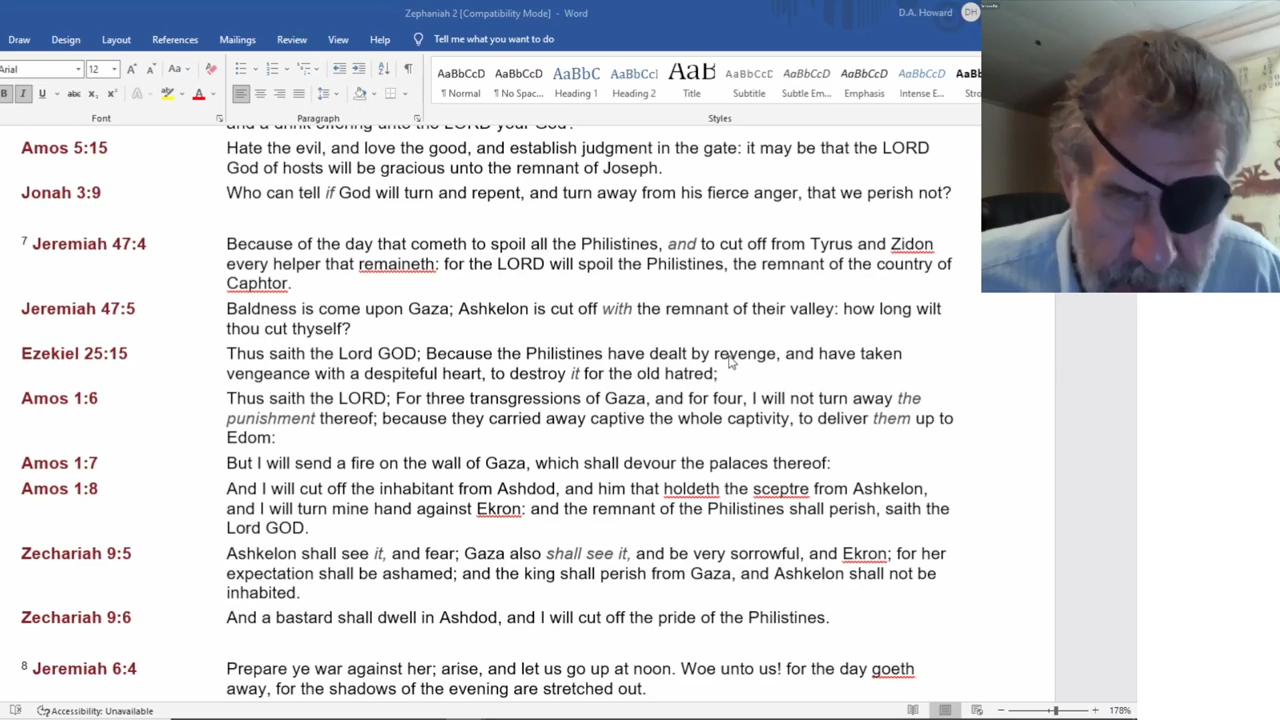 Zephaniah 2 [Compatibility Mode] - Word
D.A. Howard DH
Draw Design Layout References Mailings Review View Help Tell me what you want to do
Arial 12 A A Aa
AaBbCcD AaBbCcD AaBbC AaBbCcl AaB AaBbCcD AaBbCcD AaBbCcD AaBbCcD AaBb
B I U abc x₂ x² A A
¶ Normal ¶ No Spac... Heading 1 Heading 2 Title Subtitle Subtle Em... Emphasis Intense E... Stro
Font Paragraph Styles
and a drink offering unto the LORD your God?
Amos 5:15 Hate the evil, and love the good, and establish judgment in the gate: it may be that the LORD
God of hosts will be gracious unto the remnant of Joseph.
Jonah 3:9 Who can tell if God will turn and repent, and turn away from his fierce anger, that we perish not?
7 Jeremiah 47:4 Because of the day that cometh to spoil all the Philistines, and to cut off from Tyrus and Zidon
every helper that remaineth: for the LORD will spoil the Philistines, the remnant of the country of
Caphtor.
Jeremiah 47:5 Baldness is come upon Gaza; Ashkelon is cut off with the remnant of their valley: how long wilt
thou cut thyself?
Ezekiel 25:15 Thus saith the Lord GOD; Because the Philistines have dealt by revenge, and have taken
vengeance with a despiteful heart, to destroy it for the old hatred;
Amos 1:6 Thus saith the LORD; For three transgressions of Gaza, and for four, I will not turn away the
punishment thereof; because they carried away captive the whole captivity, to deliver them up to
Edom:
Amos 1:7 But I will send a fire on the wall of Gaza, which shall devour the palaces thereof:
Amos 1:8 And I will cut off the inhabitant from Ashdod, and him that holdeth the sceptre from Ashkelon,
and I will turn mine hand against Ekron: and the remnant of the Philistines shall perish, saith the
Lord GOD.
Zechariah 9:5 Ashkelon shall see it, and fear; Gaza also shall see it, and be very sorrowful, and Ekron; for her
expectation shall be ashamed; and the king shall perish from Gaza, and Ashkelon shall not be
inhabited.
Zechariah 9:6 And a bastard shall dwell in Ashdod, and I will cut off the pride of the Philistines.
8 Jeremiah 6:4 Prepare ye war against her; arise, and let us go up at noon. Woe unto us! for the day goeth
away, for the shadows of the evening are stretched out.
Accessibility: Unavailable 178%